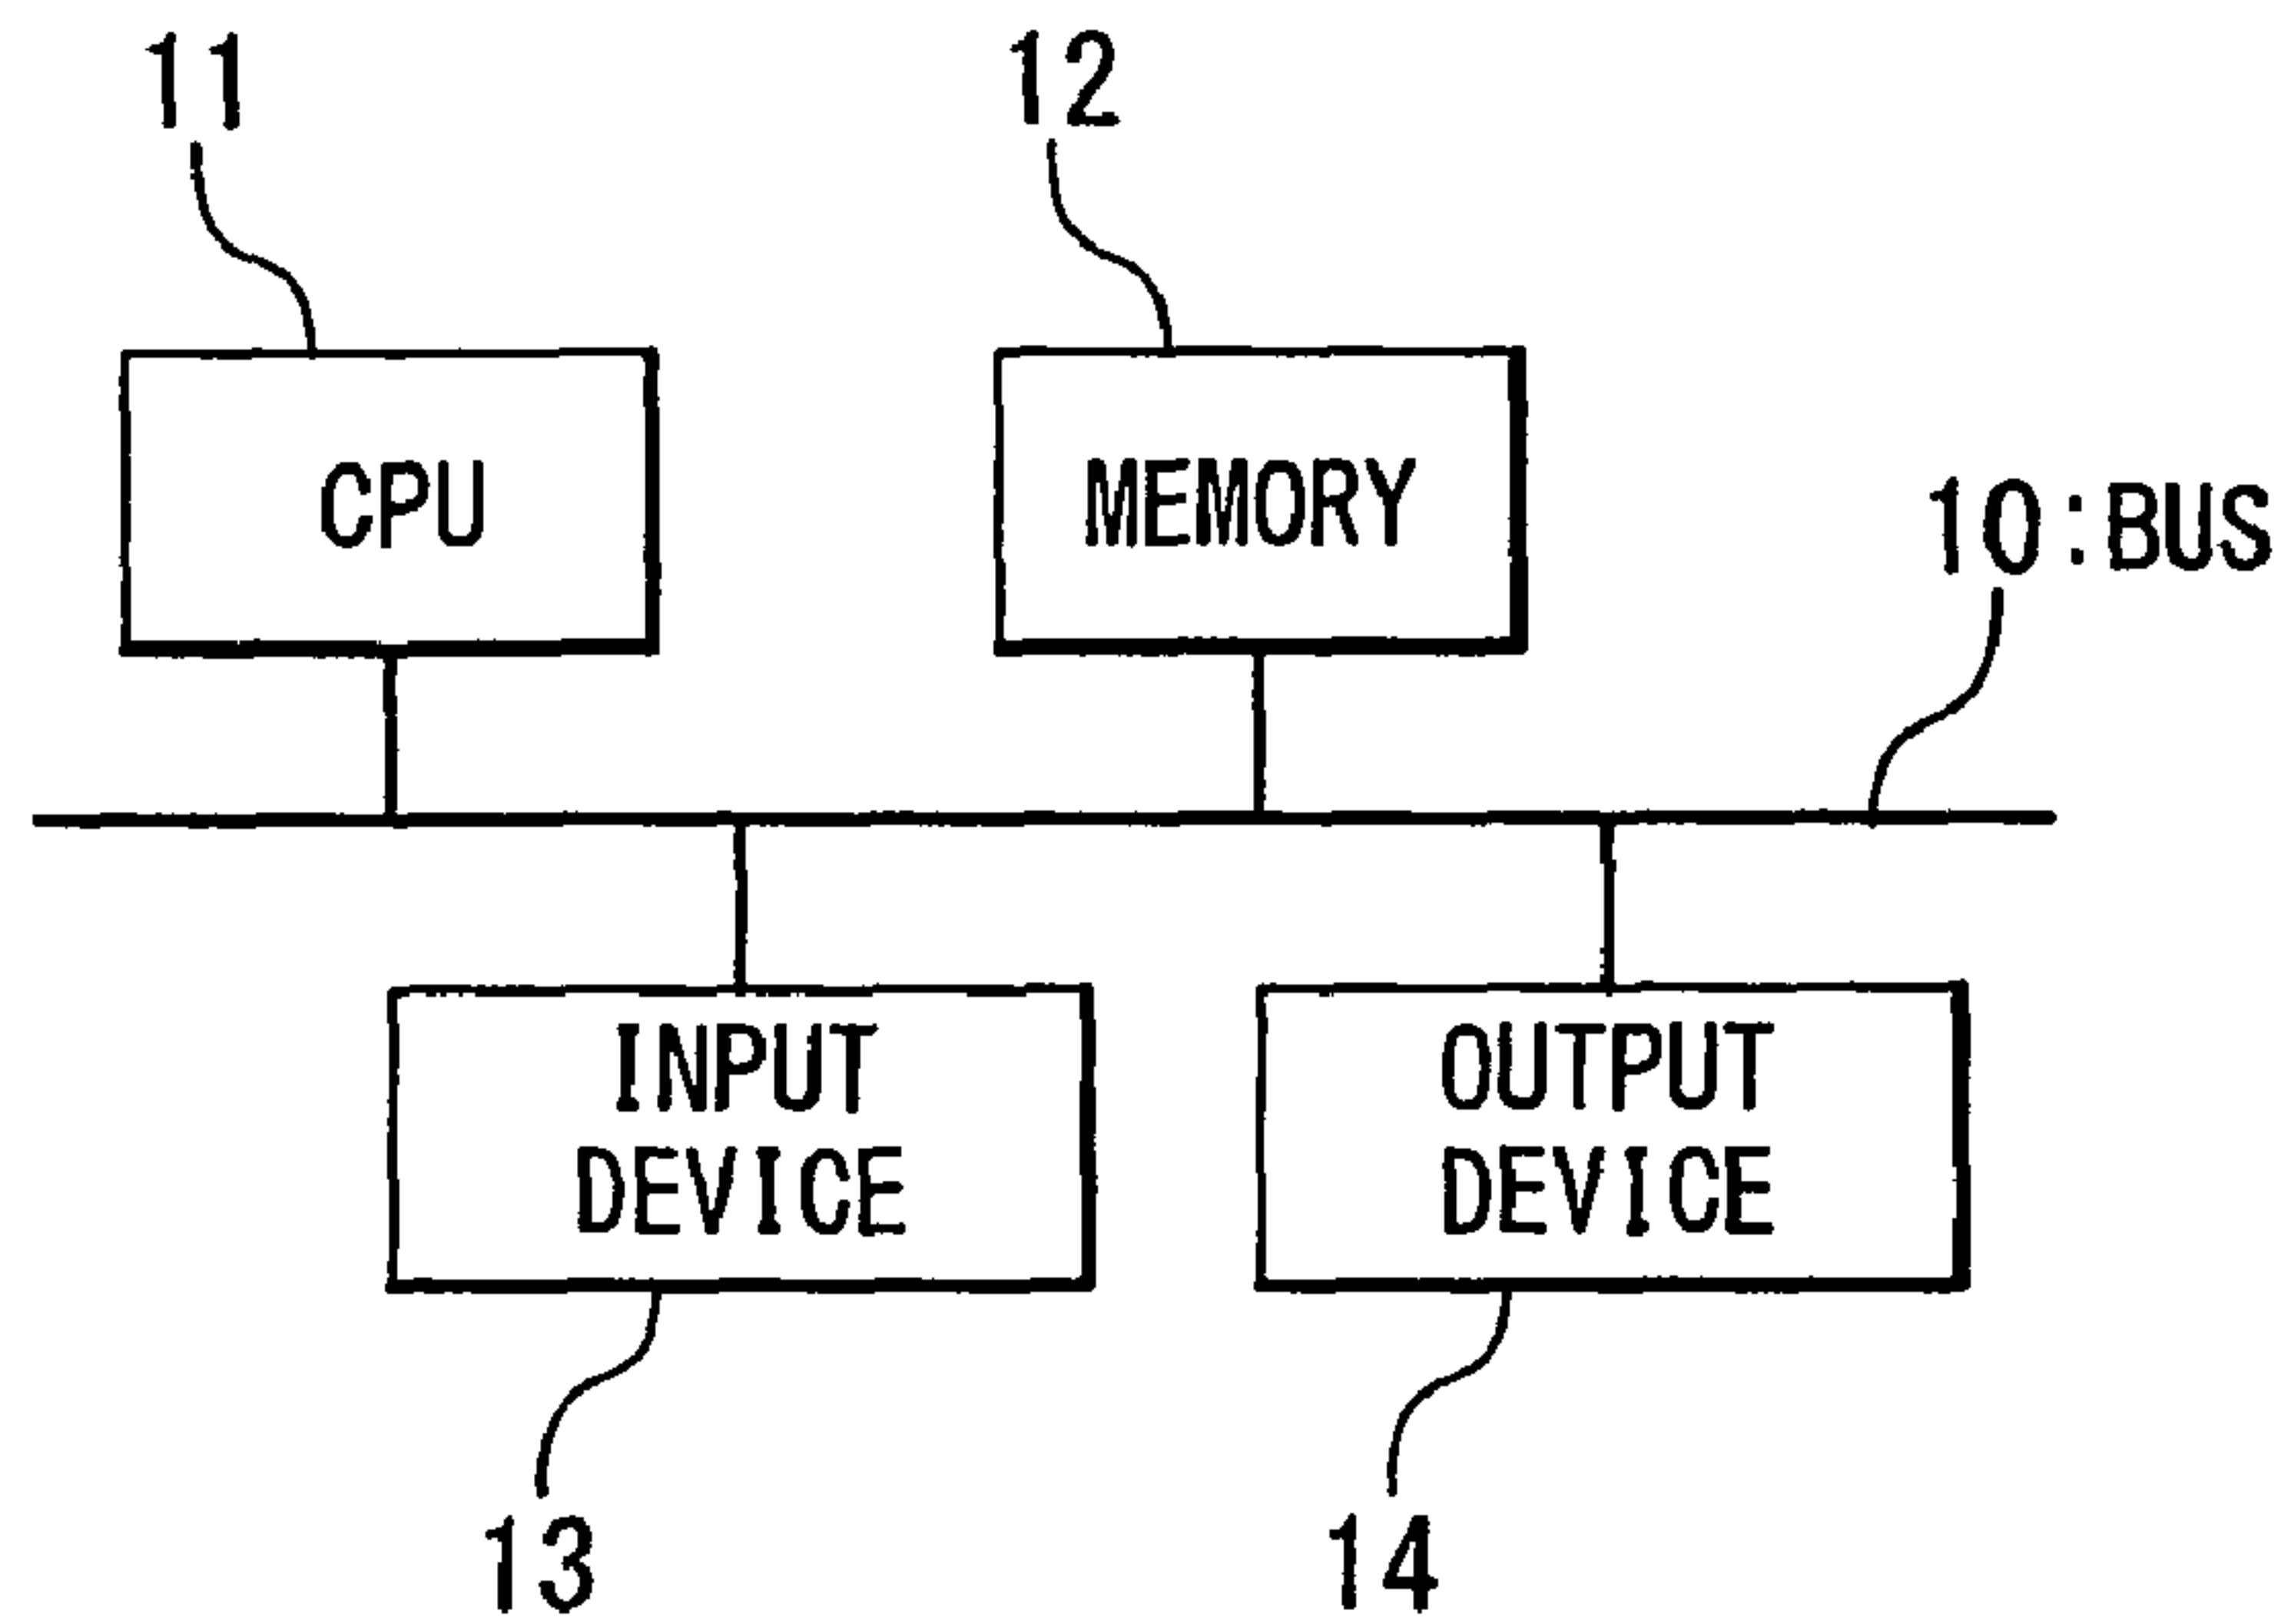 11
12
CPU
MEMORY
10:BUS
INPUT
DEVICE
OUTPUT
DEVICE
13
14